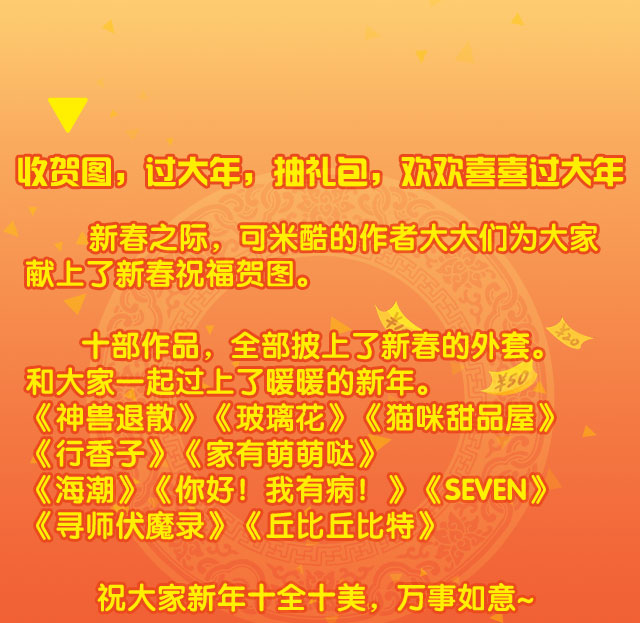 收贺图，过大年，抽礼包，欢欢喜喜过大年
新春之际，可米酷的作者大大们为大家
献上了新春祝福贺图。
十部作品，全部披上了新春的外套。
和大家一起过上了暖暖的新年。
¥20
¥50
《神兽退散》《玻璃花》《猫咪甜品屋》
《行香子》《家有萌萌哒》
《海潮》《你好！我有病！》《SEVEN》
《寻师伏魔录》《丘比丘比特》
祝大家新年十全十美，万事如意~